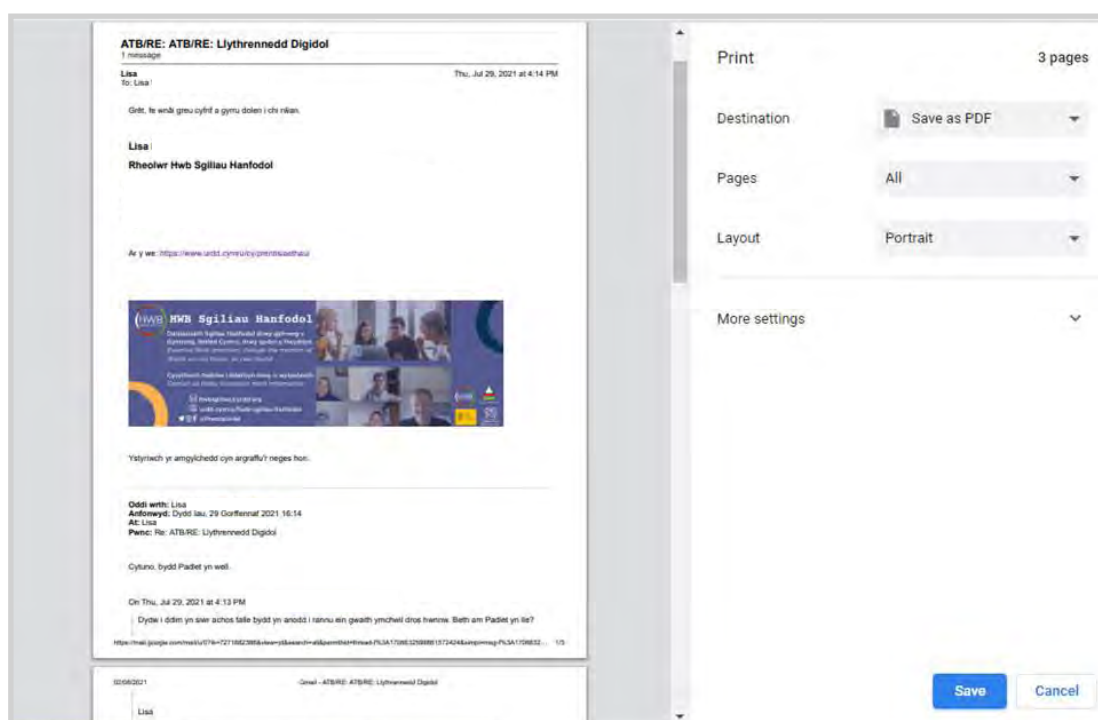 ATB/RE: ATB/RE: Llythrennedd Digidol
1 message
Lisa
Thu, Jul 29, 2021 at 4:14 PM
To: Lisa
Grêt, fe wnâi greu cyfrif a gyrru dolen i chi nawr.
Lisa
Rheolwr Hwb Sgiliau Hanfodol
Ar y we: https://www.urdd.cymru/cy/prentisiaethau/
(HWB HWB Sgiliau Hanfodol
Ystyriwch yr amgylchedd cyn argraffu'r neges hon.
Oddi wrth: Lisa
Anfonwyd: Dydd Iau, 29 Gorffennaf 2021 16:14
At: Lisa
Pwnc: Re: ATB/RE: Llythrennedd Digidol
Cytuno, bydd Padlet yn well.
On Thu, Jul 29, 2021 at 4:13 PM
Dydw i ddim yn siwr achos falle bydd yn anodd i rannu ein gwaith ymchwil dros hwnnw. Beth am Padlet yn lle?
1/3
02/08/2021
Gmail - ATB/RE: ATB/RE: Llythrennedd Digidol
Lisa
Print
3 pages
Destination
Save as PDF
Pages
All
Layout
Portrait
More settings
Save
Cancel